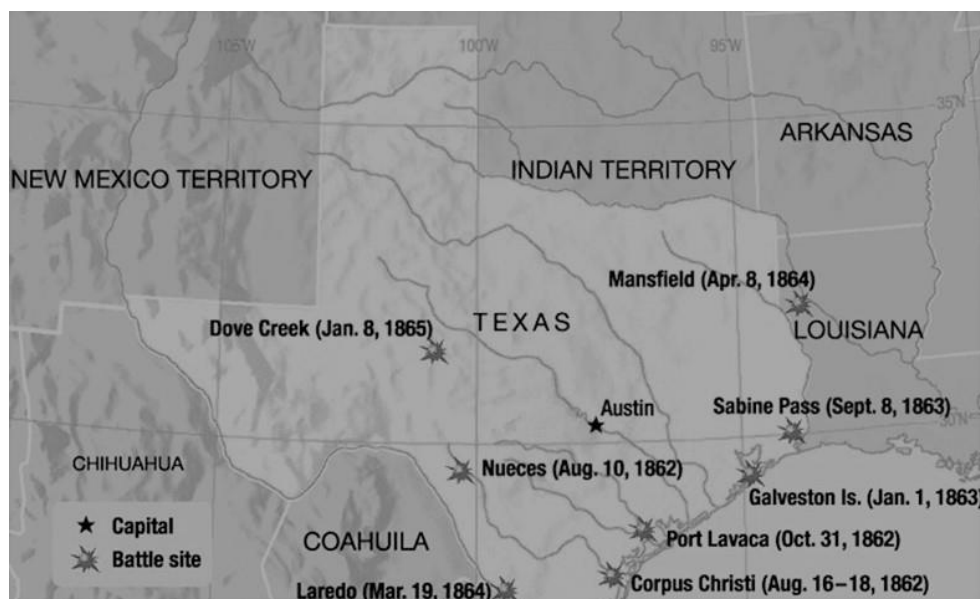 105°W
100°W
95°W
35°N
ARKANSAS
NEW MEXICO TERRITORY
INDIAN TERRITORY
Mansfield (Apr. 8, 1864)
Dove Creek (Jan. 8, 1865)
TEXAS
LOUISIANA
Austin
Sabine Pass (Sept. 8, 1863)
30°N
CHIHUAHUA
Nueces (Aug. 10, 1862)
Galveston Is. (Jan. 1, 1863)
Capital
COAHUILA
Port Lavaca (Oct. 31, 1862)
Battle site
Laredo (Mar. 19, 1864)
Corpus Christi (Aug. 16–18, 1862)